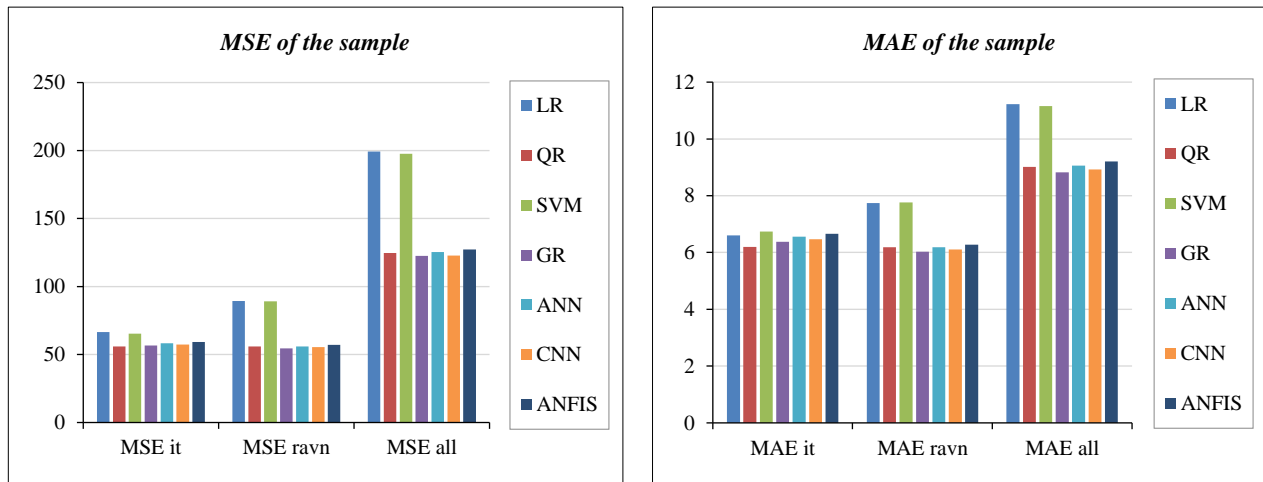 MSE of the sample
250
200
150
100
50
0
MSE it
MSE ravn
MSE all
LR
QR
SVM
GR
ANN
CNN
ANFIS
MAE of the sample
12
10
8
6
4
2
0
MAE it
MAE ravn
MAE all
LR
QR
SVM
GR
ANN
CNN
ANFIS